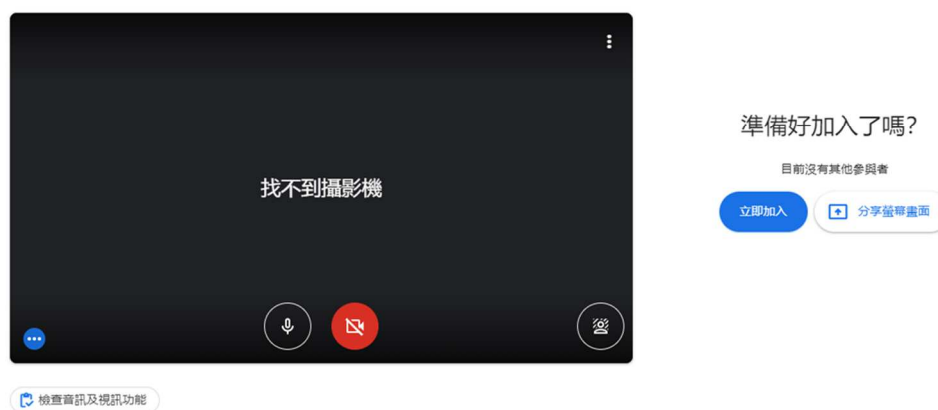 找不到攝影機
準備好加入了嗎?
目前沒有其他參與者
立即加入
分享螢幕畫面
檢查音訊及視訊功能